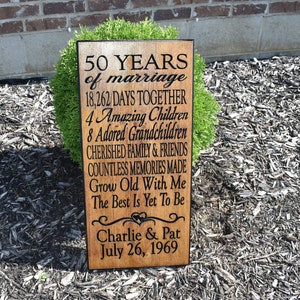 50 YEARS
of marriage
18,262 DAYS TOGETHER
4 Amazing Children
8 Adored Grandchildren
CHERISHED FAMILY & FRIENDS
COUNTLESS MEMORIES MADE
Grow Old With Me
The Best Is Yet To Be
Charlie & Pat
July 26, 1969